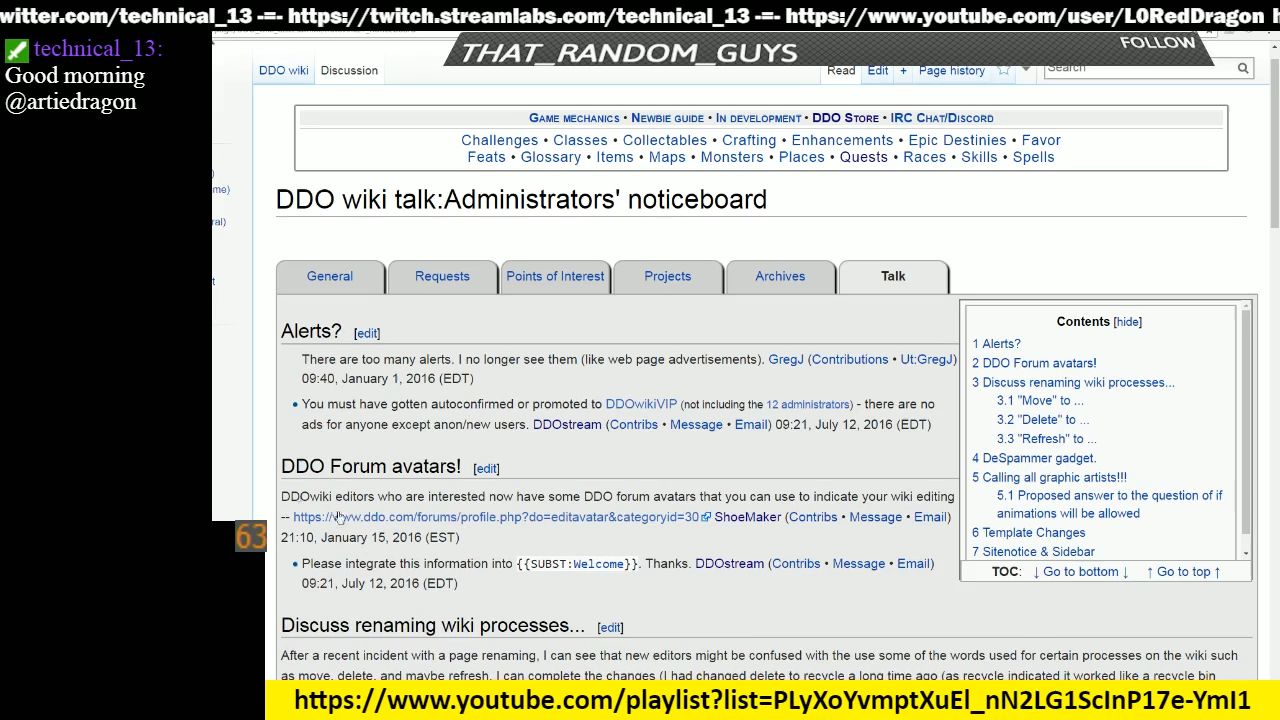 witter.com/technical_13 -=- https://twitch.streamlabs.com/technical_13 -=- https://www.youtube.com/user/L0RedDragon h
technical_13:
Good morning
@artiedragon
THAT_RANDOM_GUYS
FOLLOW
DDO wiki Discussion
Read Edit + Page history
Search
me)
ral)
t
Game mechanics • Newbie guide • In development • DDO Store • IRC Chat/Discord
Challenges • Classes • Collectables • Crafting • Enhancements • Epic Destinies • Favor
Feats • Glossary • Items • Maps • Monsters • Places • Quests • Races • Skills • Spells
DDO wiki talk:Administrators' noticeboard
General Requests Points of Interest Projects Archives Talk
Alerts? [edit]
There are too many alerts. I no longer see them (like web page advertisements). GregJ (Contributions • Ut:GregJ)
09:40, January 1, 2016 (EDT)
• You must have gotten autoconfirmed or promoted to DDOwikiVIP (not including the 12 administrators) - there are no
ads for anyone except anon/new users. DDOstream (Contribs • Message • Email) 09:21, July 12, 2016 (EDT)
DDO Forum avatars! [edit]
DDOwiki editors who are interested now have some DDO forum avatars that you can use to indicate your wiki editing
-- https://www.ddo.com/forums/profile.php?do=editavatar&categoryid=30 ShoeMaker (Contribs • Message • Email)
21:10, January 15, 2016 (EST)
• Please integrate this information into {{SUBST:Welcome}}. Thanks. DDOstream (Contribs • Message • Email)
09:21, July 12, 2016 (EDT)
Discuss renaming wiki processes... [edit]
After a recent incident with a page renaming, I can see that new editors might be confused with the use some of the words used for certain processes on the wiki such
as move, delete, and maybe refresh. I can complete the changes (I had changed delete to recycle a long time ago (as recycle indicated it worked like a recycle bin
Contents [hide]
1 Alerts?
2 DDO Forum avatars!
3 Discuss renaming wiki processes...
3.1 "Move" to ...
3.2 "Delete" to ...
3.3 "Refresh" to ...
4 DeSpammer gadget.
5 Calling all graphic artists!!!
5.1 Proposed answer to the question of if
animations will be allowed
6 Template Changes
7 Sitenotice & Sidebar
TOC: ↓ Go to bottom ↓ ↑ Go to top ↑
63
https://www.youtube.com/playlist?list=PLyXoYvmptXuEl_nN2LG1ScInP17e-YmI1